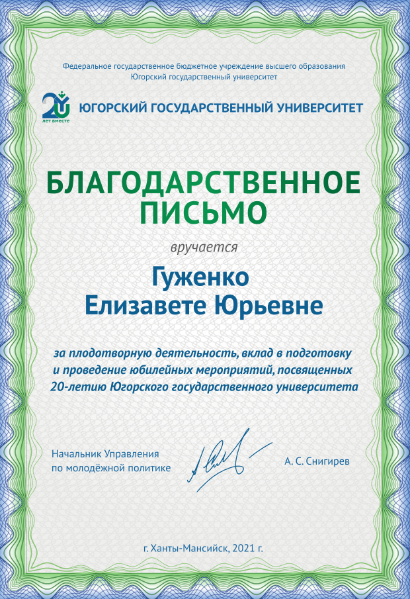 Федеральное государственное бюджетное учреждение высшего образования
Югорский государственный университет
20 ЮГОРСКИЙ ГОСУДАРСТВЕННЫЙ УНИВЕРСИТЕТ
ЛЕТ ВМЕСТЕ
БЛАГОДАРСТВЕННОЕ
ПИСЬМО
вручается
Гуженко
Елизавете Юрьевне
за плодотворную деятельность, вклад в подготовку
и проведение юбилейных мероприятий, посвященных
20-летию Югорского государственного университета
Начальник Управления
по молодёжной политике
А. С. Снигирев
г. Ханты-Мансийск, 2021 г.